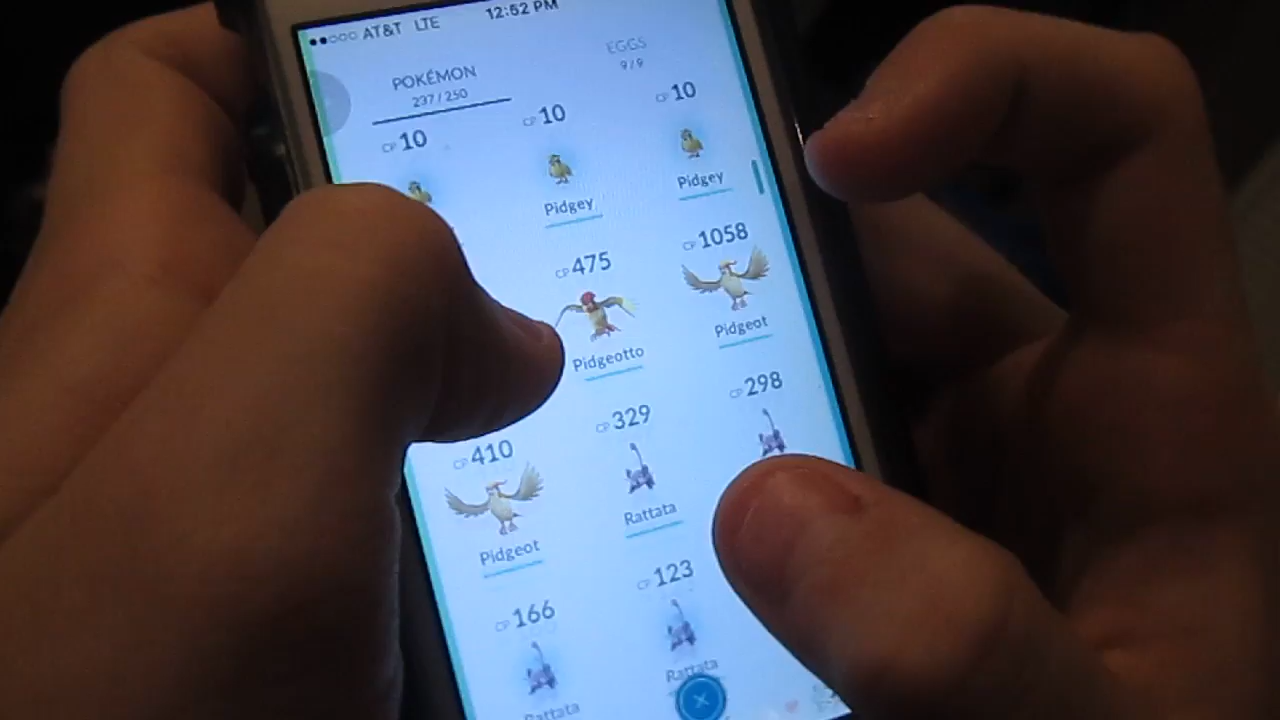 AT&T LTE 12:52 PM
POKÉMON
237/250
EGGS
9/9
CP 10
CP 10
CP 10
Pidgey
Pidgey
CP 475
CP 1058
Pidgeotto
Pidgeot
CP 410
CP 329
CP 298
Pidgeot
Rattata
CP 166
CP 123
Rattata
Rattata